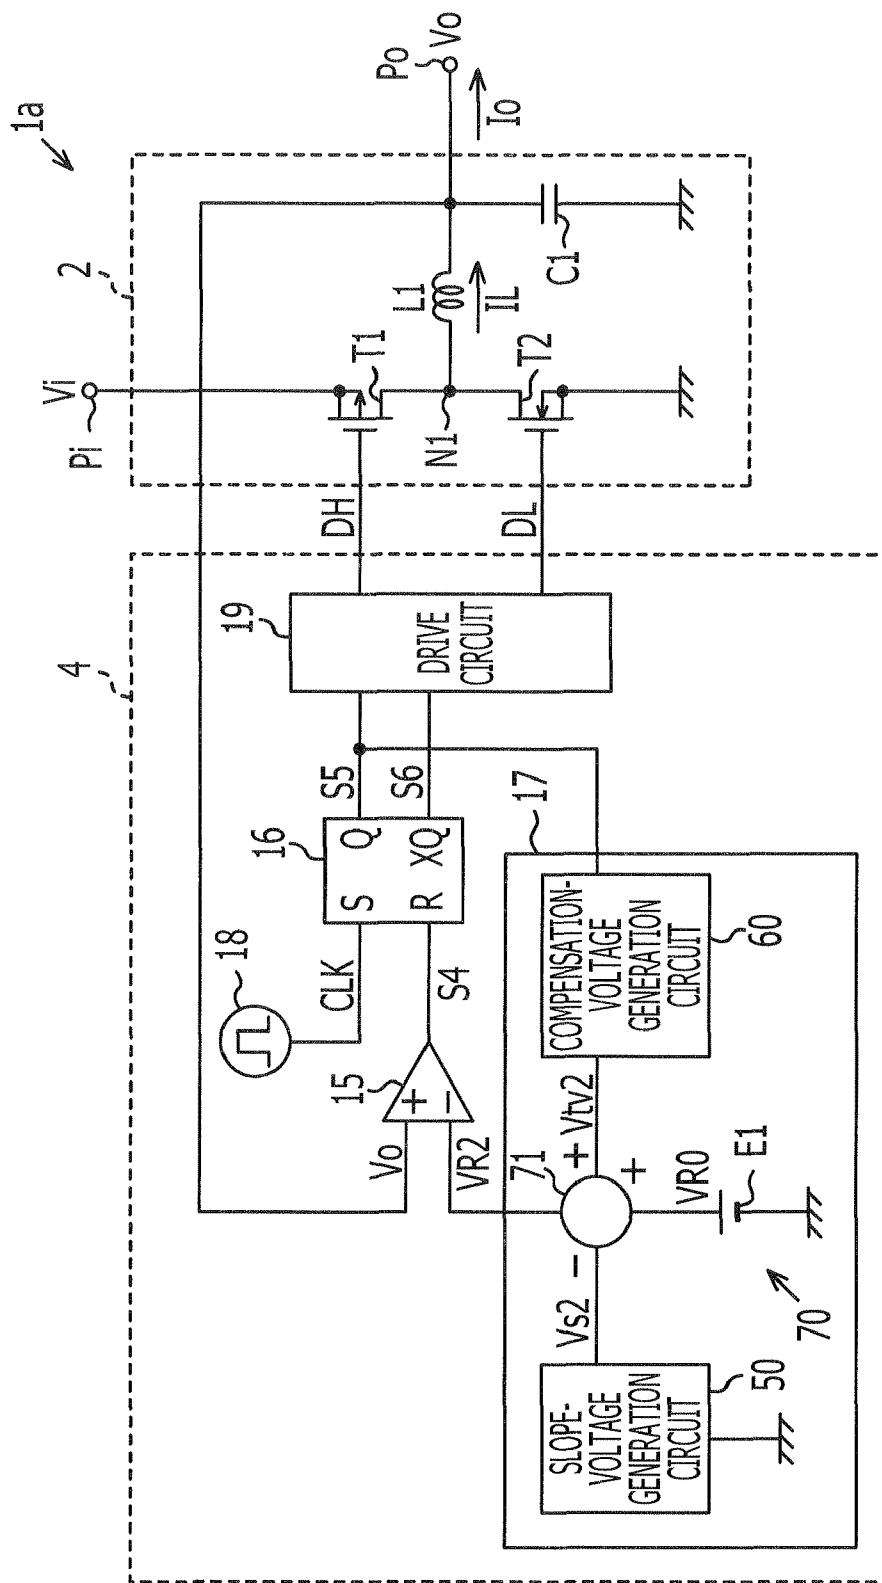 1a
2
Vi
Pi
Po
Vo
Io
L1
IL
C1
T1
N1
T2
DH
DL
4
19
DRIVE
CIRCUIT
S5
S6
16
S
Q
R
XQ
18
CLK
S4
15
+
−
Vo
VR2
17
COMPENSATION-
VOLTAGE
GENERATION
CIRCUIT
60
71
+
Vtv2
+
VR0
E1
−
Vs2
70
SLOPE-
VOLTAGE
GENERATION
CIRCUIT
50